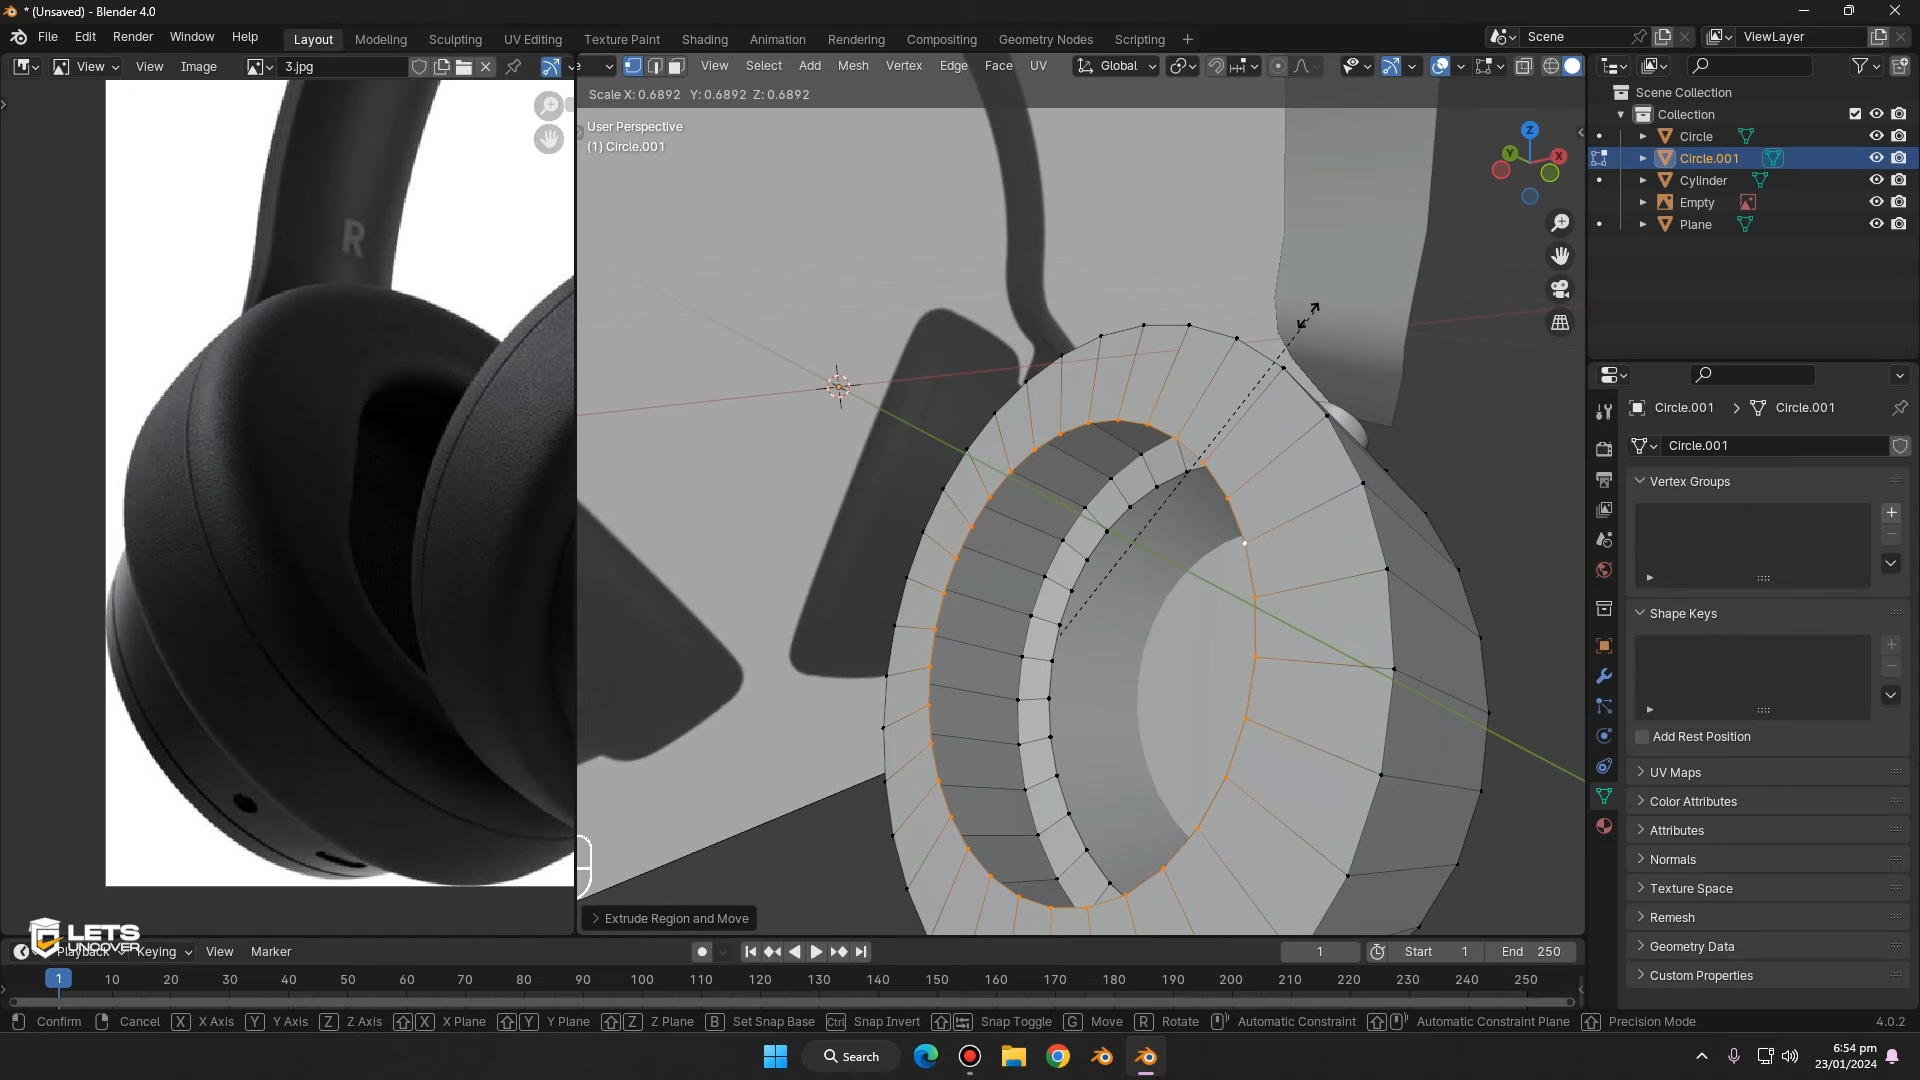 * (Unsaved) - Blender 4.0
File Edit Render Window Help
Layout Modeling Sculpting UV Editing Texture Paint Shading Animation Rendering Compositing Geometry Nodes Scripting +
Scene
ViewLayer
View View Image 3.jpg
View Select Add Mesh Vertex Edge Face UV
Global
Scale X: 0.6892 Y: 0.6892 Z: 0.6892
User Perspective
(1) Circle.001
Z
Y
X
R
Extrude Region and Move
Scene Collection
Collection
Circle
Circle.001
Cylinder
Empty
Plane
Circle.001 > Circle.001
Circle.001
Vertex Groups
Shape Keys
Add Rest Position
UV Maps
Color Attributes
Attributes
Normals
Texture Space
Remesh
Geometry Data
Custom Properties
LETS
UNCOVER
Playback Keying View Marker
1 Start 1 End 250
1 10 20 30 40 50 60 70 80 90 100 110 120 130 140 150 160 170 180 190 200 210 220 230 240 250
Confirm Cancel X X Axis Y Y Axis Z Z Axis X X Plane Y Y Plane Z Z Plane B Set Snap Base Ctrl Snap Invert Snap Toggle G Move R Rotate Automatic Constraint Automatic Constraint Plane Precision Mode 4.0.2
Search
6:54 pm
23/01/2024